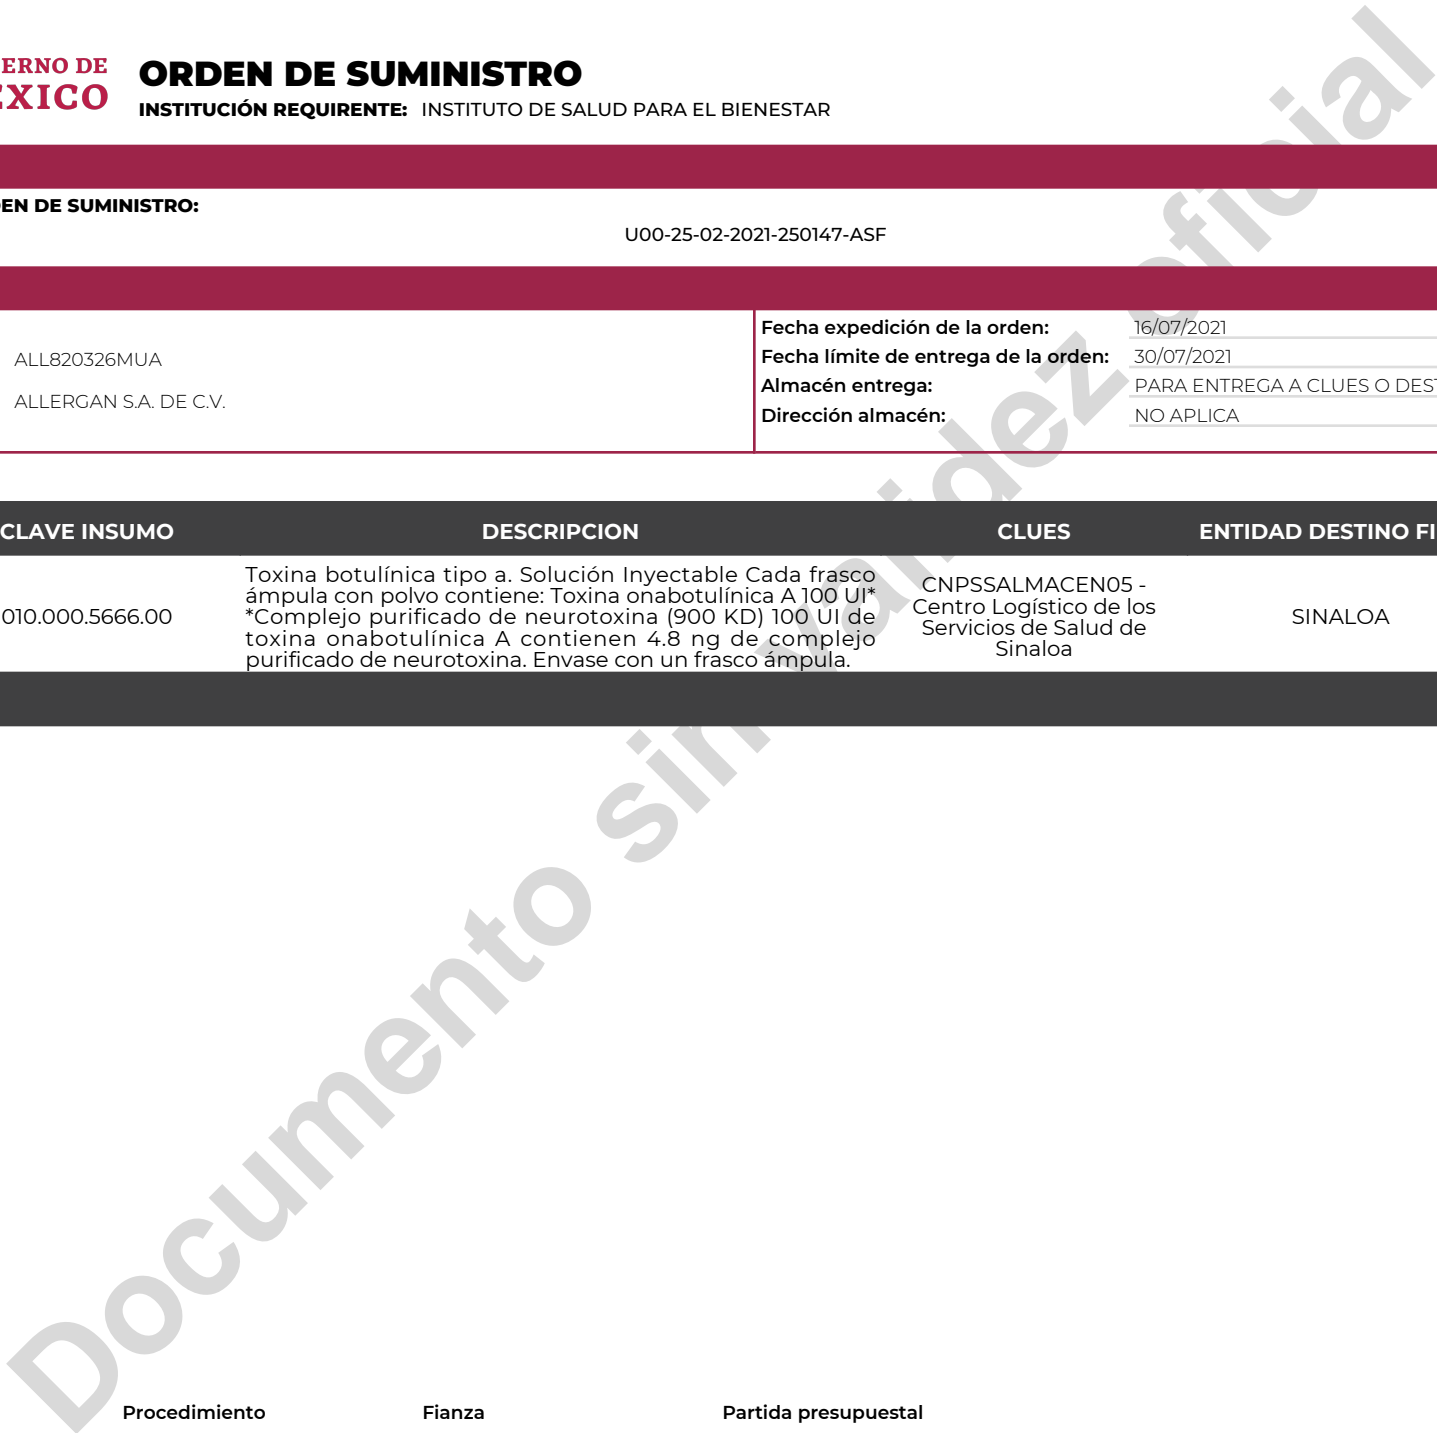 ERNO DE
EXICO
ORDEN DE SUMINISTRO
INSTITUCIÓN REQUIRENTE: INSTITUTO DE SALUD PARA EL BIENESTAR
EN DE SUMINISTRO:
U00-25-02-2021-250147-ASF
ALL820326MUA
ALLERGAN S.A. DE C.V.
Fecha expedición de la orden: 16/07/2021
Fecha límite de entrega de la orden: 30/07/2021
Almacén entrega: PARA ENTREGA A CLUES O DEST
Dirección almacén: NO APLICA
CLAVE INSUMO DESCRIPCION CLUES ENTIDAD DESTINO FI
010.000.5666.00
Toxina botulínica tipo a. Solución Inyectable Cada frasco
ámpula con polvo contiene: Toxina onabotulínica A 100 UI*
*Complejo purificado de neurotoxina (900 KD) 100 UI de
toxina onabotulínica A contienen 4.8 ng de complejo
purificado de neurotoxina. Envase con un frasco ámpula.
CNPSSALMACEN05 -
Centro Logístico de los
Servicios de Salud de
Sinaloa
SINALOA
Documento sin validez oficial
Procedimiento Fianza Partida presupuestal